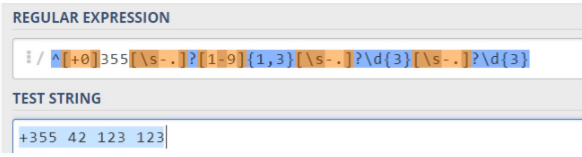 REGULAR EXPRESSION
/ ^[+0]355[\s-.]?[1-9]{1,3}[\s-.]?\d{3}[\s-.]?\d{3}
TEST STRING
+355 42 123 123